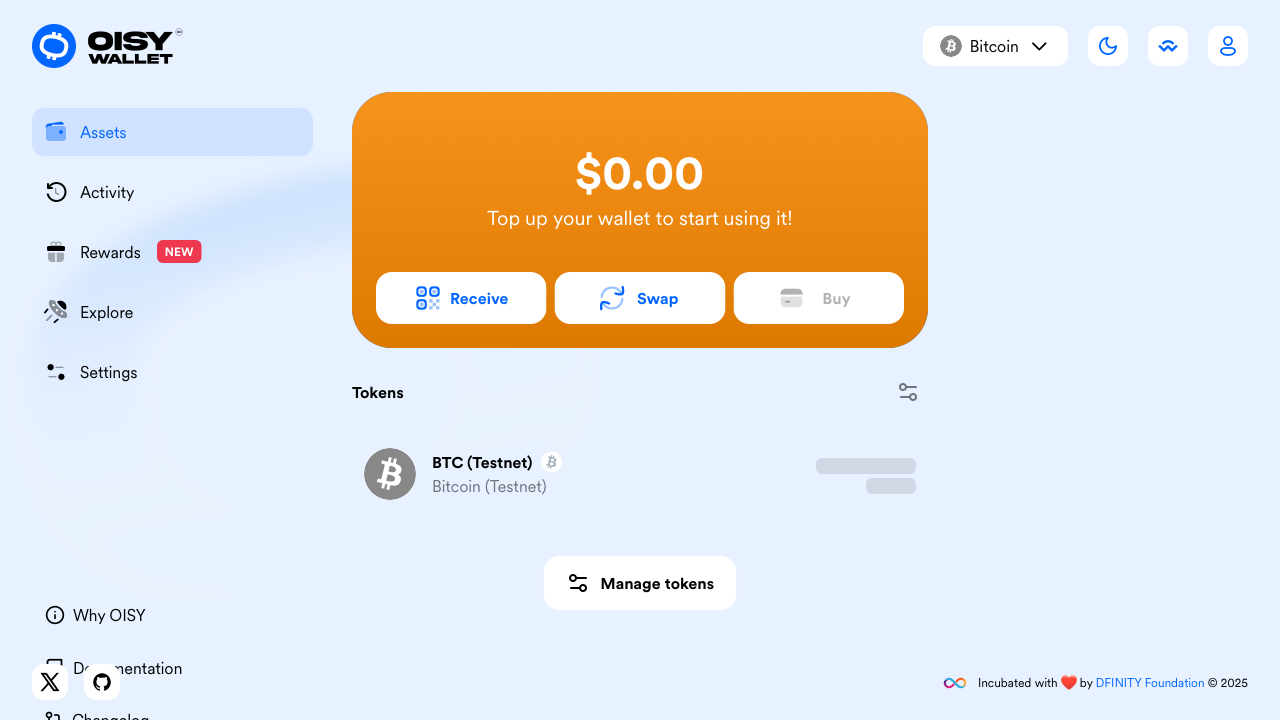 OISY
WALLET
Bitcoin
Assets
Activity
Rewards NEW
Explore
Settings
$0.00
Top up your wallet to start using it!
Receive
Swap
Buy
Tokens
BTC (Testnet)
Bitcoin (Testnet)
Manage tokens
Why OISY
Documentation
Changelog
Incubated with ❤️ by DFINITY Foundation © 2025